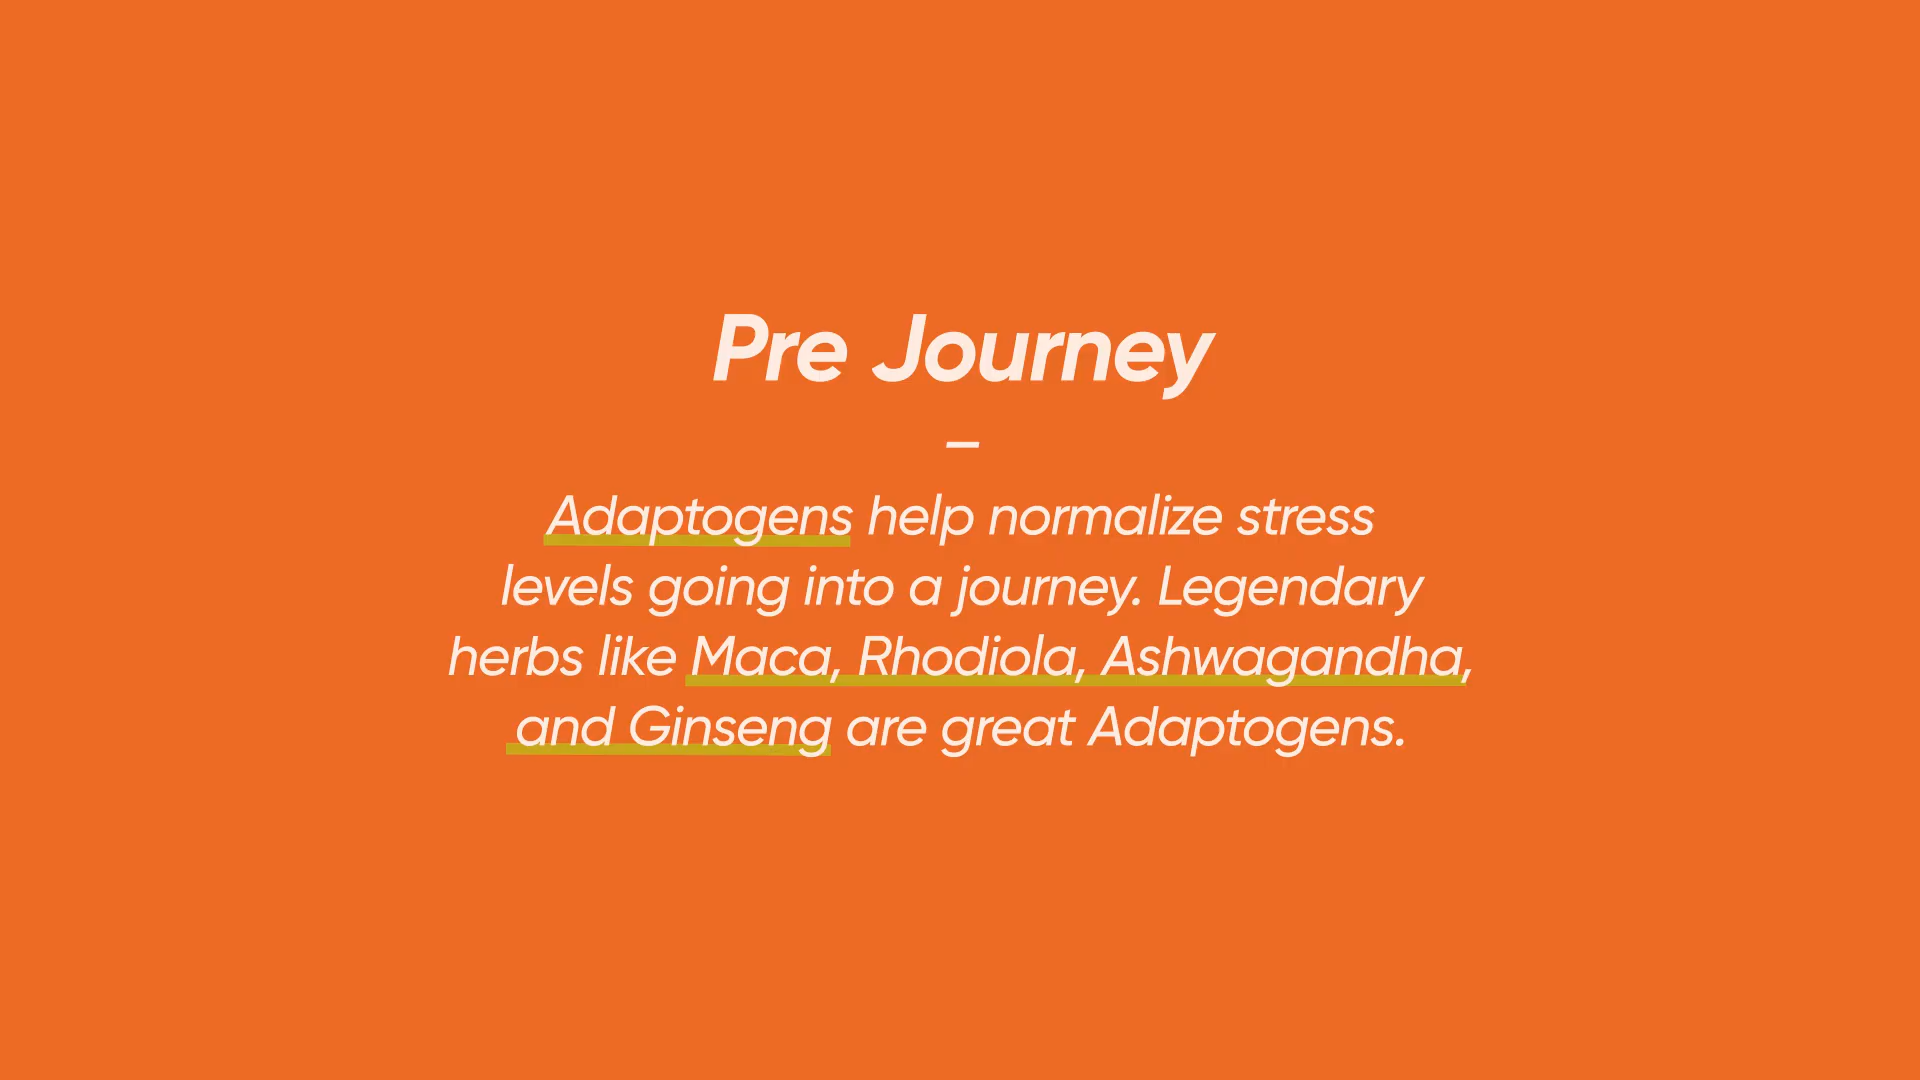 Pre Journey
–
Adaptogens help normalize stress
levels going into a journey. Legendary
herbs like Maca, Rhodiola, Ashwagandha,
and Ginseng are great Adaptogens.